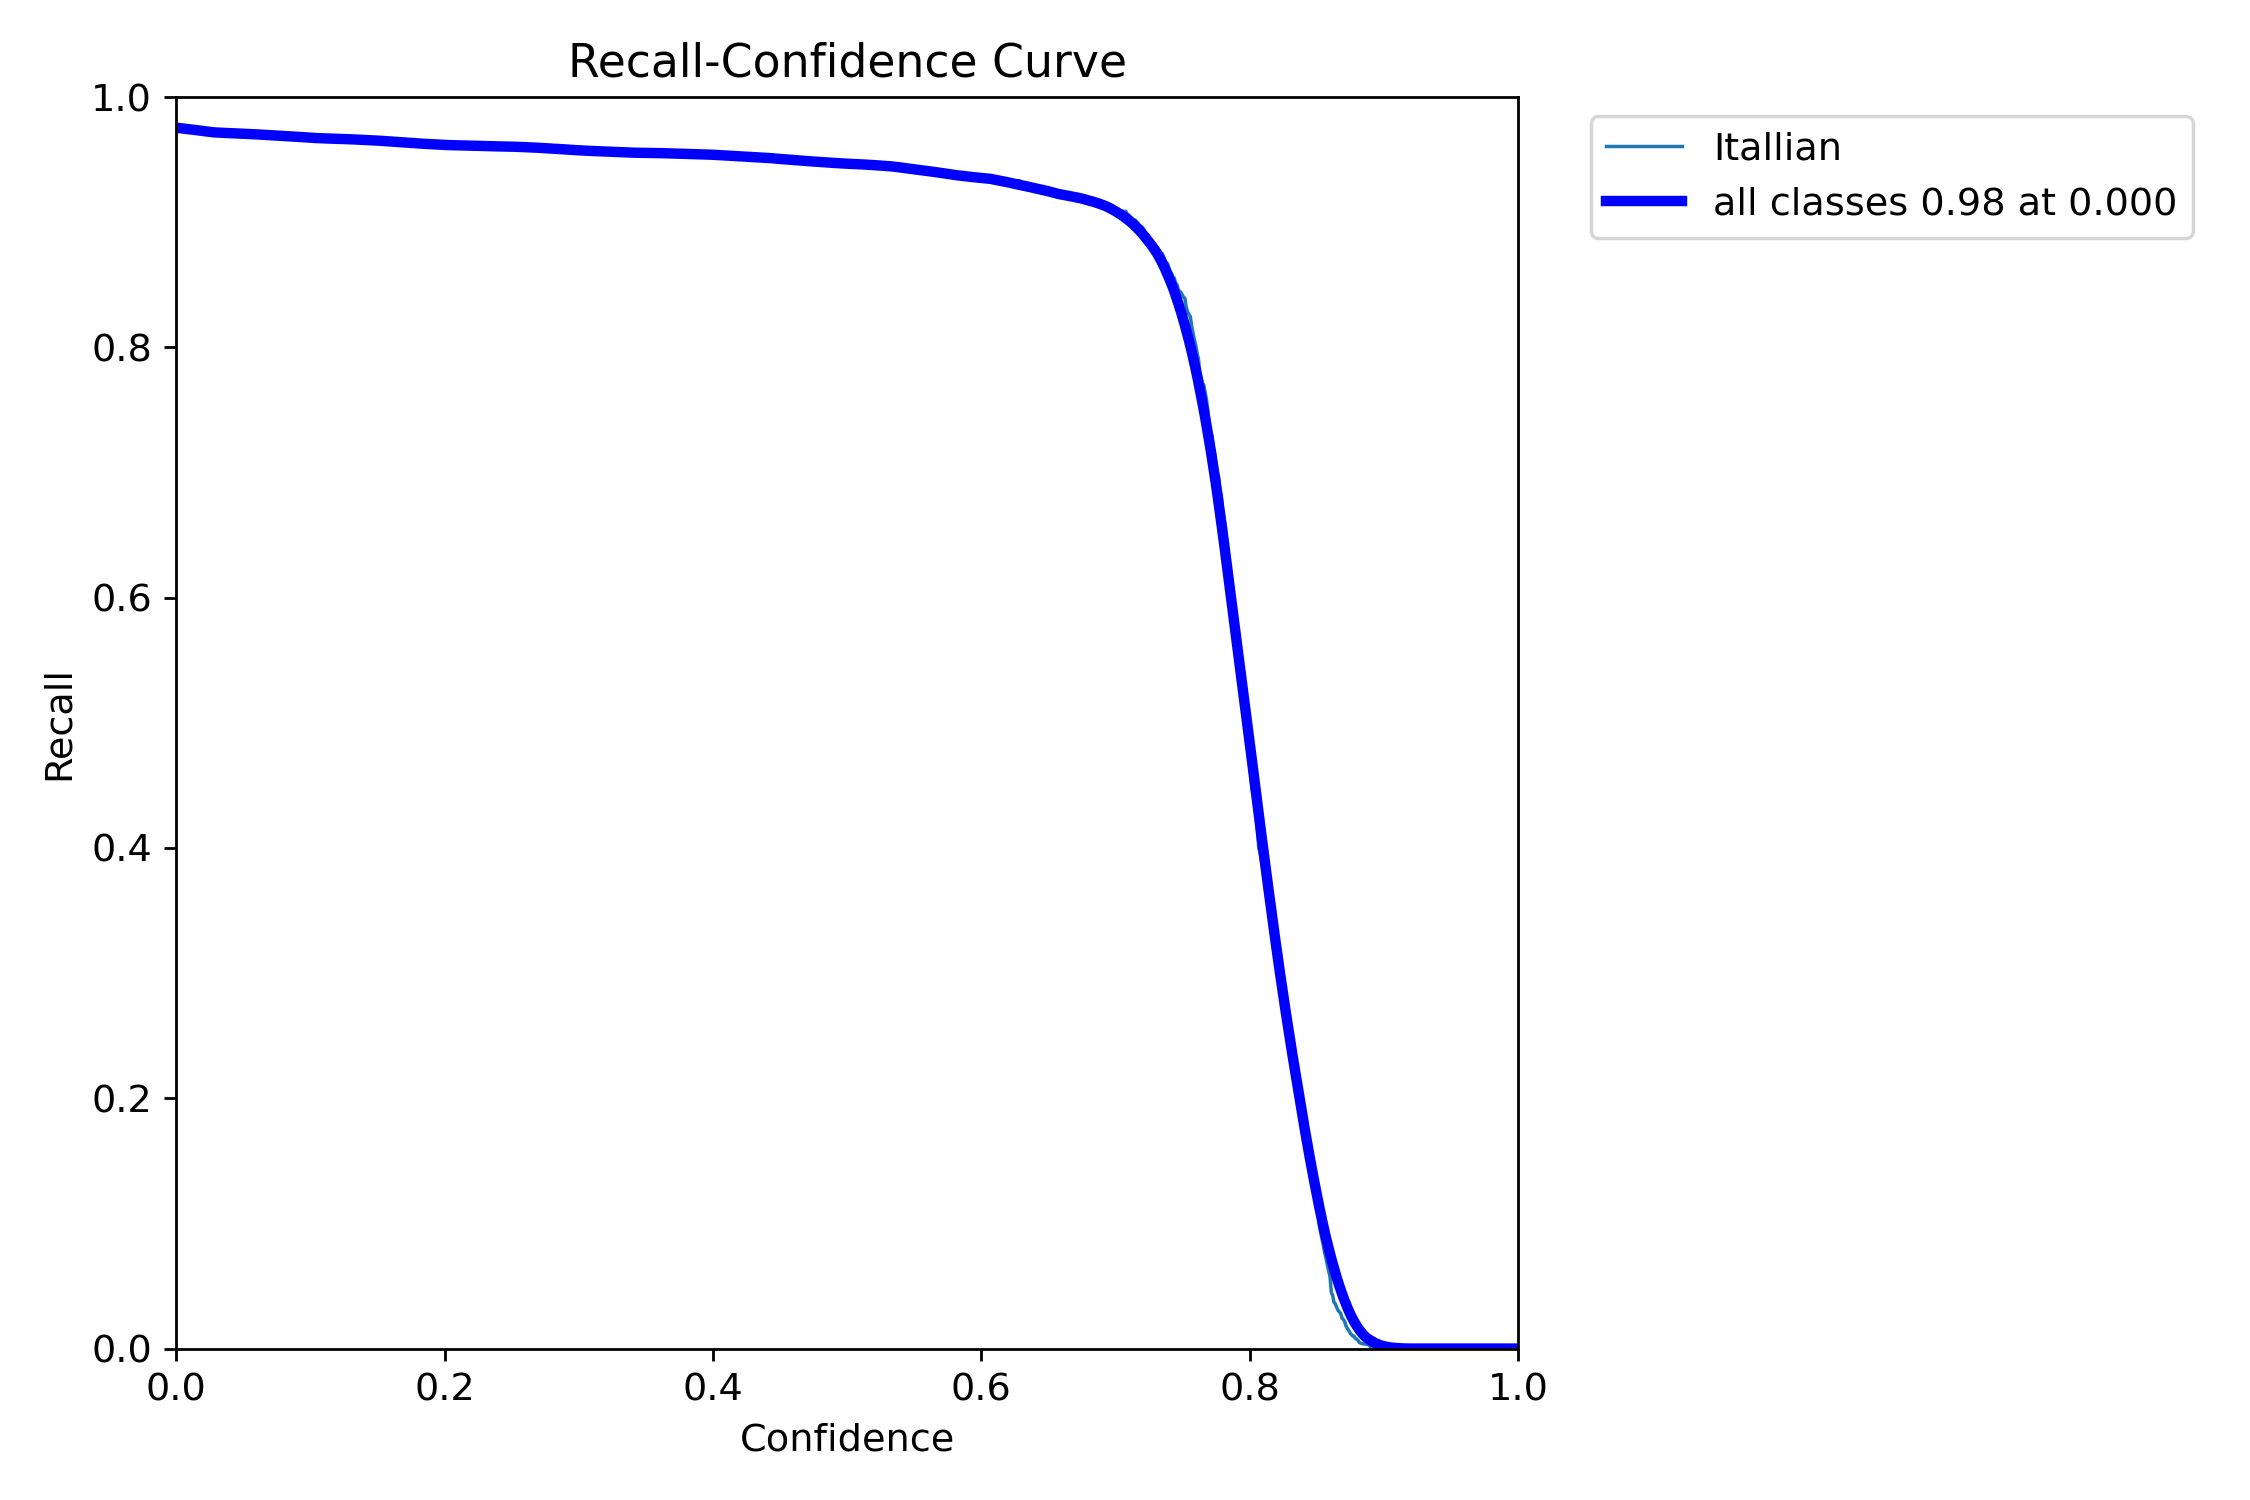 Recall-Confidence Curve
Itallian
all classes 0.98 at 0.000
1.0
0.8
0.6
0.4
0.2
0.0
Recall
0.0 0.2 0.4 0.6 0.8 1.0
Confidence